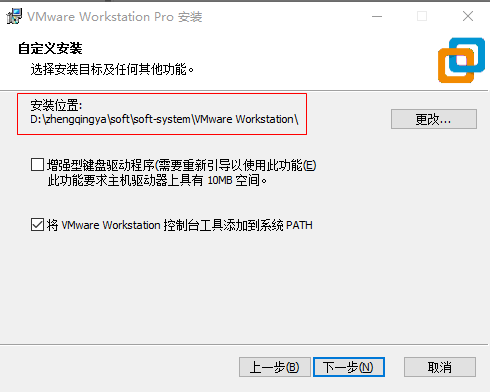 VMware Workstation Pro 安装
自定义安装
选择安装目标及任何其他功能。
安装位置:
D:\zhengqingya\soft\soft-system\VMware Workstation\
更改...
增强型键盘驱动程序(需要重新引导以使用此功能(E)
此功能要求主机驱动器上具有 10MB 空间。
将 VMware Workstation 控制台工具添加到系统 PATH
上一步(B)
下一步(N)
取消